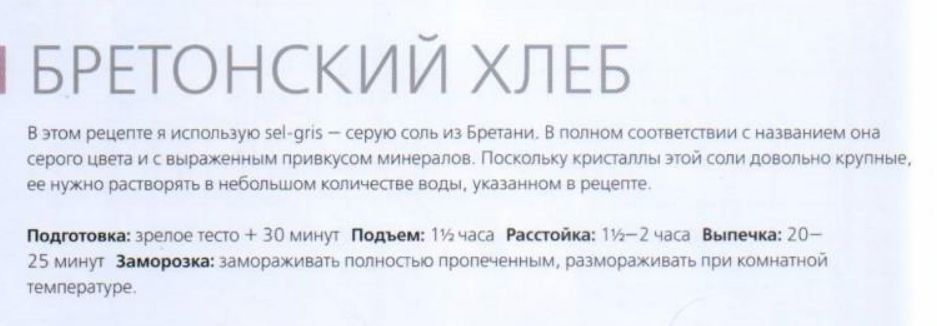 БРЕТОНСКИЙ ХЛЕБ
В этом рецепте я использую sel-gris — серую соль из Бретани. В полном соответствии с названием она
серого цвета и с выраженным привкусом минералов. Поскольку кристаллы этой соли довольно крупные,
ее нужно растворять в небольшом количестве воды, указанном в рецепте.
Подготовка: зрелое тесто + 30 минут Подъем: 1½ часа Расстойка: 1½—2 часа Выпечка: 20—
25 минут Заморозка: замораживать полностью пропеченным, размораживать при комнатной
температуре.